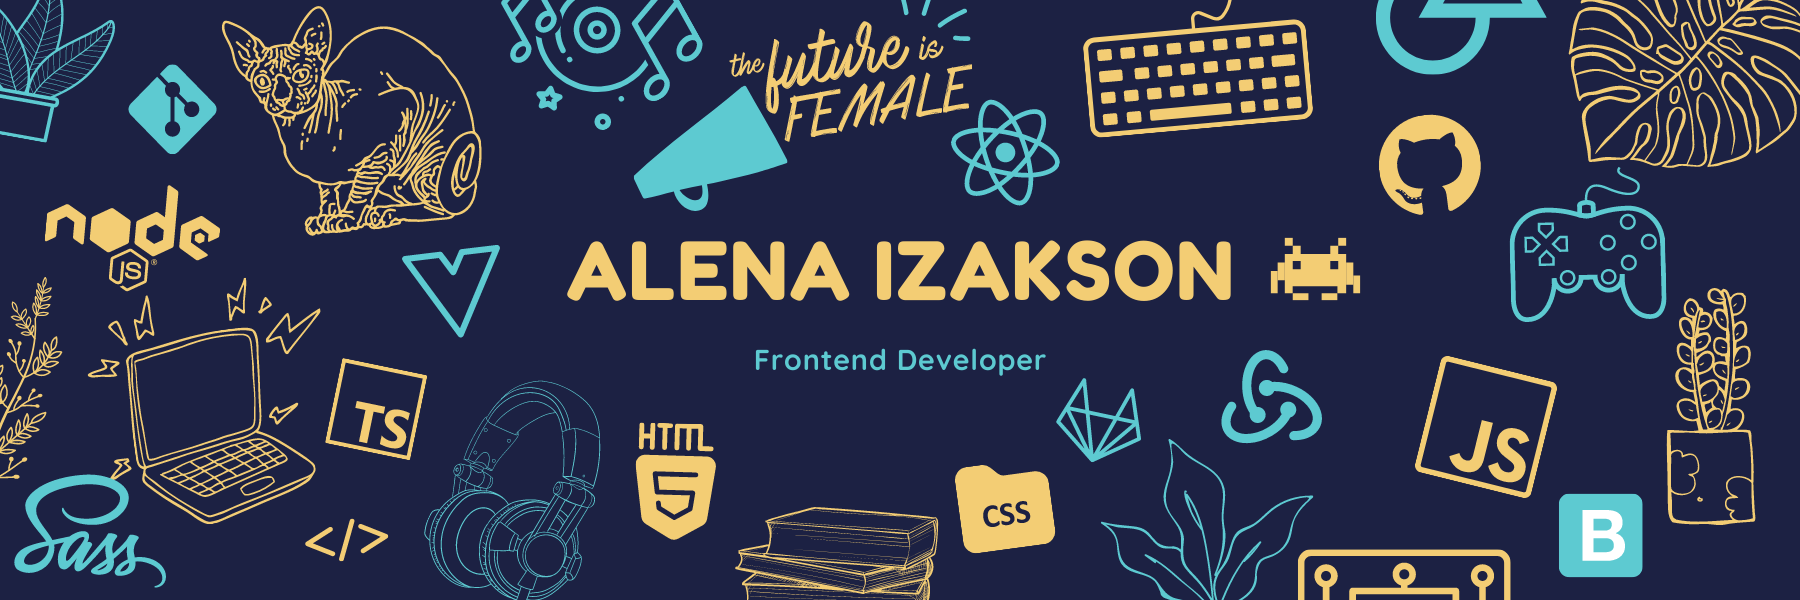 the future is
FEMALE
node
JS
ALENA IZAKSON
Frontend Developer
TS
HTML
5
JS
CSS
Sass
</>
B